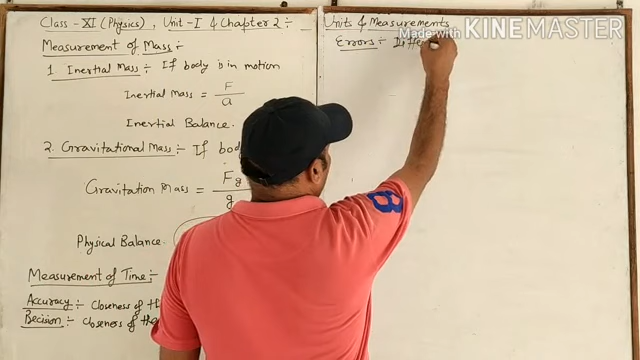 Class - XI (Physics), Unit - I & Chapter 2 :-
Units & Measurements
Measurement of Mass :-
1. Inertial Mass :- If body is in motion
Inertial Mass = F / a
Inertial Balance.
2. Gravitational Mass :- If bod
Gravitation Mass = Fg / g
Physical Balance.
Measurement of Time :-
Accuracy :- Closeness of
Decision :- Closeness of the
Errors :- Differ
Made with KINEMASTER
8